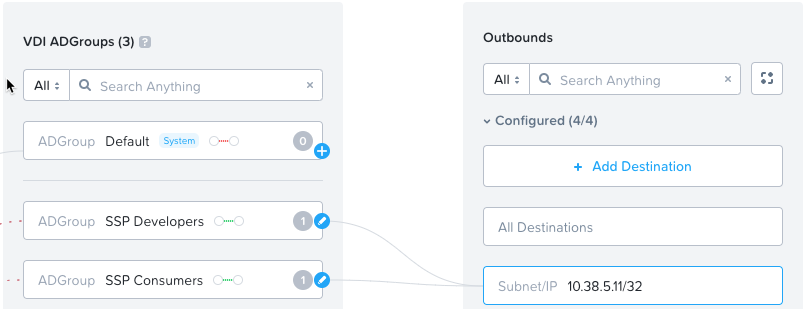 VDI ADGroups (3) ?
All Search Anything ×
ADGroup Default System 0
ADGroup SSP Developers 1
ADGroup SSP Consumers 1
Outbounds
All Search Anything ×
Configured (4/4)
+ Add Destination
All Destinations
Subnet/IP 10.38.5.11/32